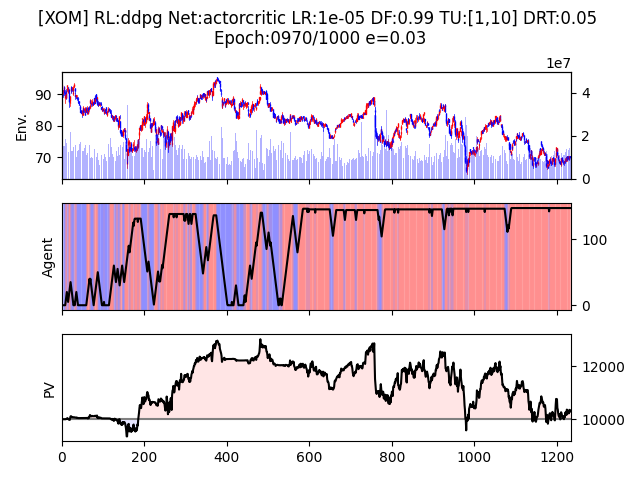 [XOM] RL:ddpg Net:actorcritic LR:1e-05 DF:0.99 TU:[1,10] DRT:0.05
Epoch:0970/1000 e=0.03
1e7
Env.
90
80
70
4
2
0
Agent
100
0
PV
12000
10000
0
200
400
600
800
1000
1200